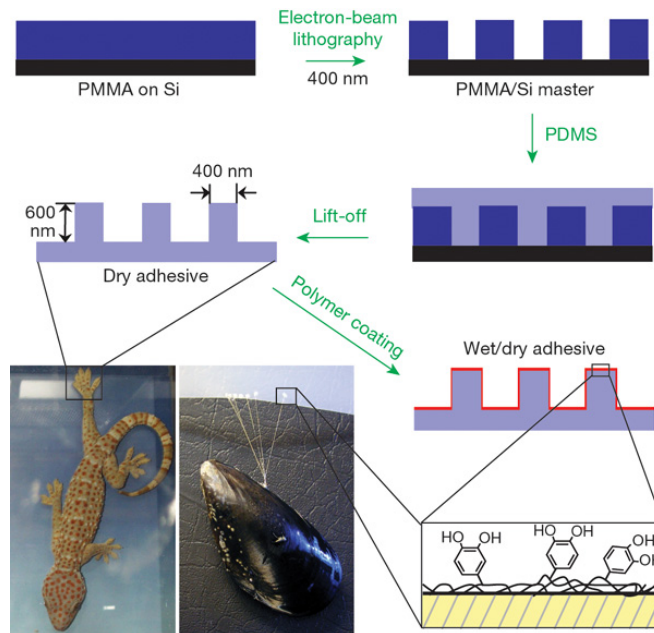 Electron-beam
lithography
400 nm
PMMA on Si
PMMA/Si master
PDMS
400 nm
600
nm
Lift-off
Dry adhesive
Polymer coating
Wet/dry adhesive
HO
OH
HO
OH
HO
OH